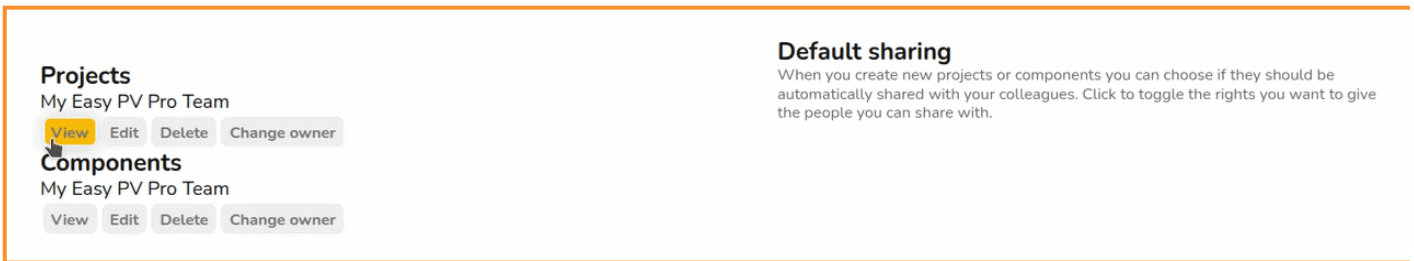 Projects
My Easy PV Pro Team
View Edit Delete Change owner
Components
My Easy PV Pro Team
View Edit Delete Change owner
Default sharing
When you create new projects or components you can choose if they should be
automatically shared with your colleagues. Click to toggle the rights you want to give
the people you can share with.